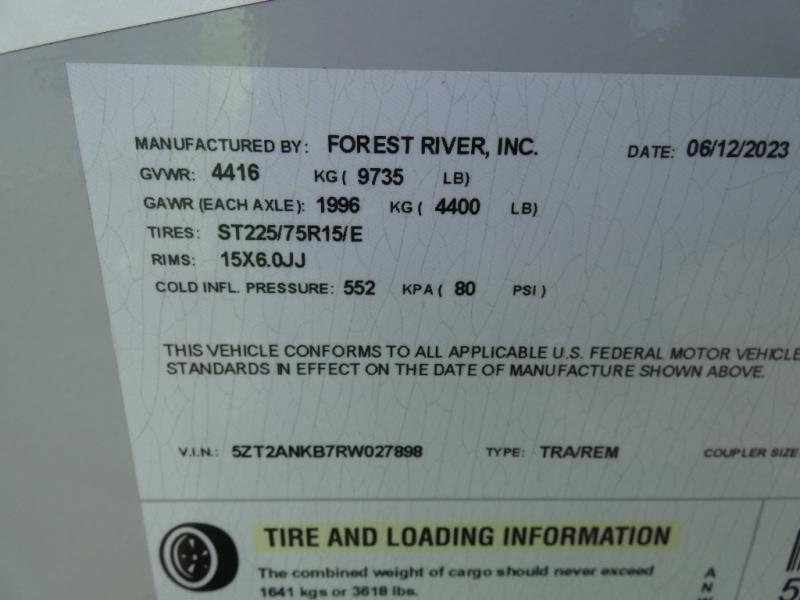 MANUFACTURED BY: FOREST RIVER, INC. DATE: 06/12/2023
GVWR: 4416 KG ( 9735 LB)
GAWR (EACH AXLE): 1996 KG ( 4400 LB)
TIRES: ST225/75R15/E
RIMS: 15X6.0JJ
COLD INFL. PRESSURE: 552 KPA ( 80 PSI )
THIS VEHICLE CONFORMS TO ALL APPLICABLE U.S. FEDERAL MOTOR VEHICLE
STANDARDS IN EFFECT ON THE DATE OF MANUFACTURE SHOWN ABOVE.
V.I.N.: 5ZT2ANKB7RW027898 TYPE: TRA/REM COUPLER SIZE
TIRE AND LOADING INFORMATION
The combined weight of cargo should never exceed
1641 kgs or 3618 lbs.